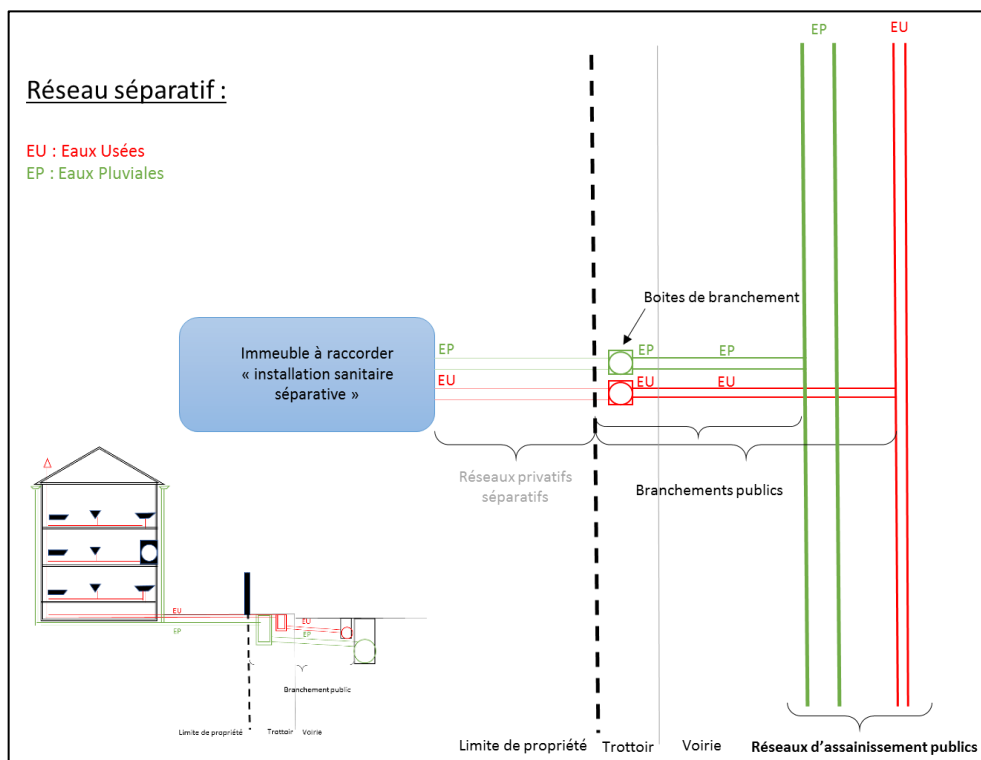 EP
EU
Réseau séparatif :
EU : Eaux Usées
EP : Eaux Pluviales
Boites de branchement
Immeuble à raccorder
« installation sanitaire
séparative »
EP
EP
EP
EU
EU
EU
Réseaux privatifs
séparatifs
Branchements publics
EU
EP
EU
EP
Branchement public
Limite de propriété
Trottoir
Voirie
Limite de propriété
Trottoir
Voirie
Réseaux d’assainissement publics